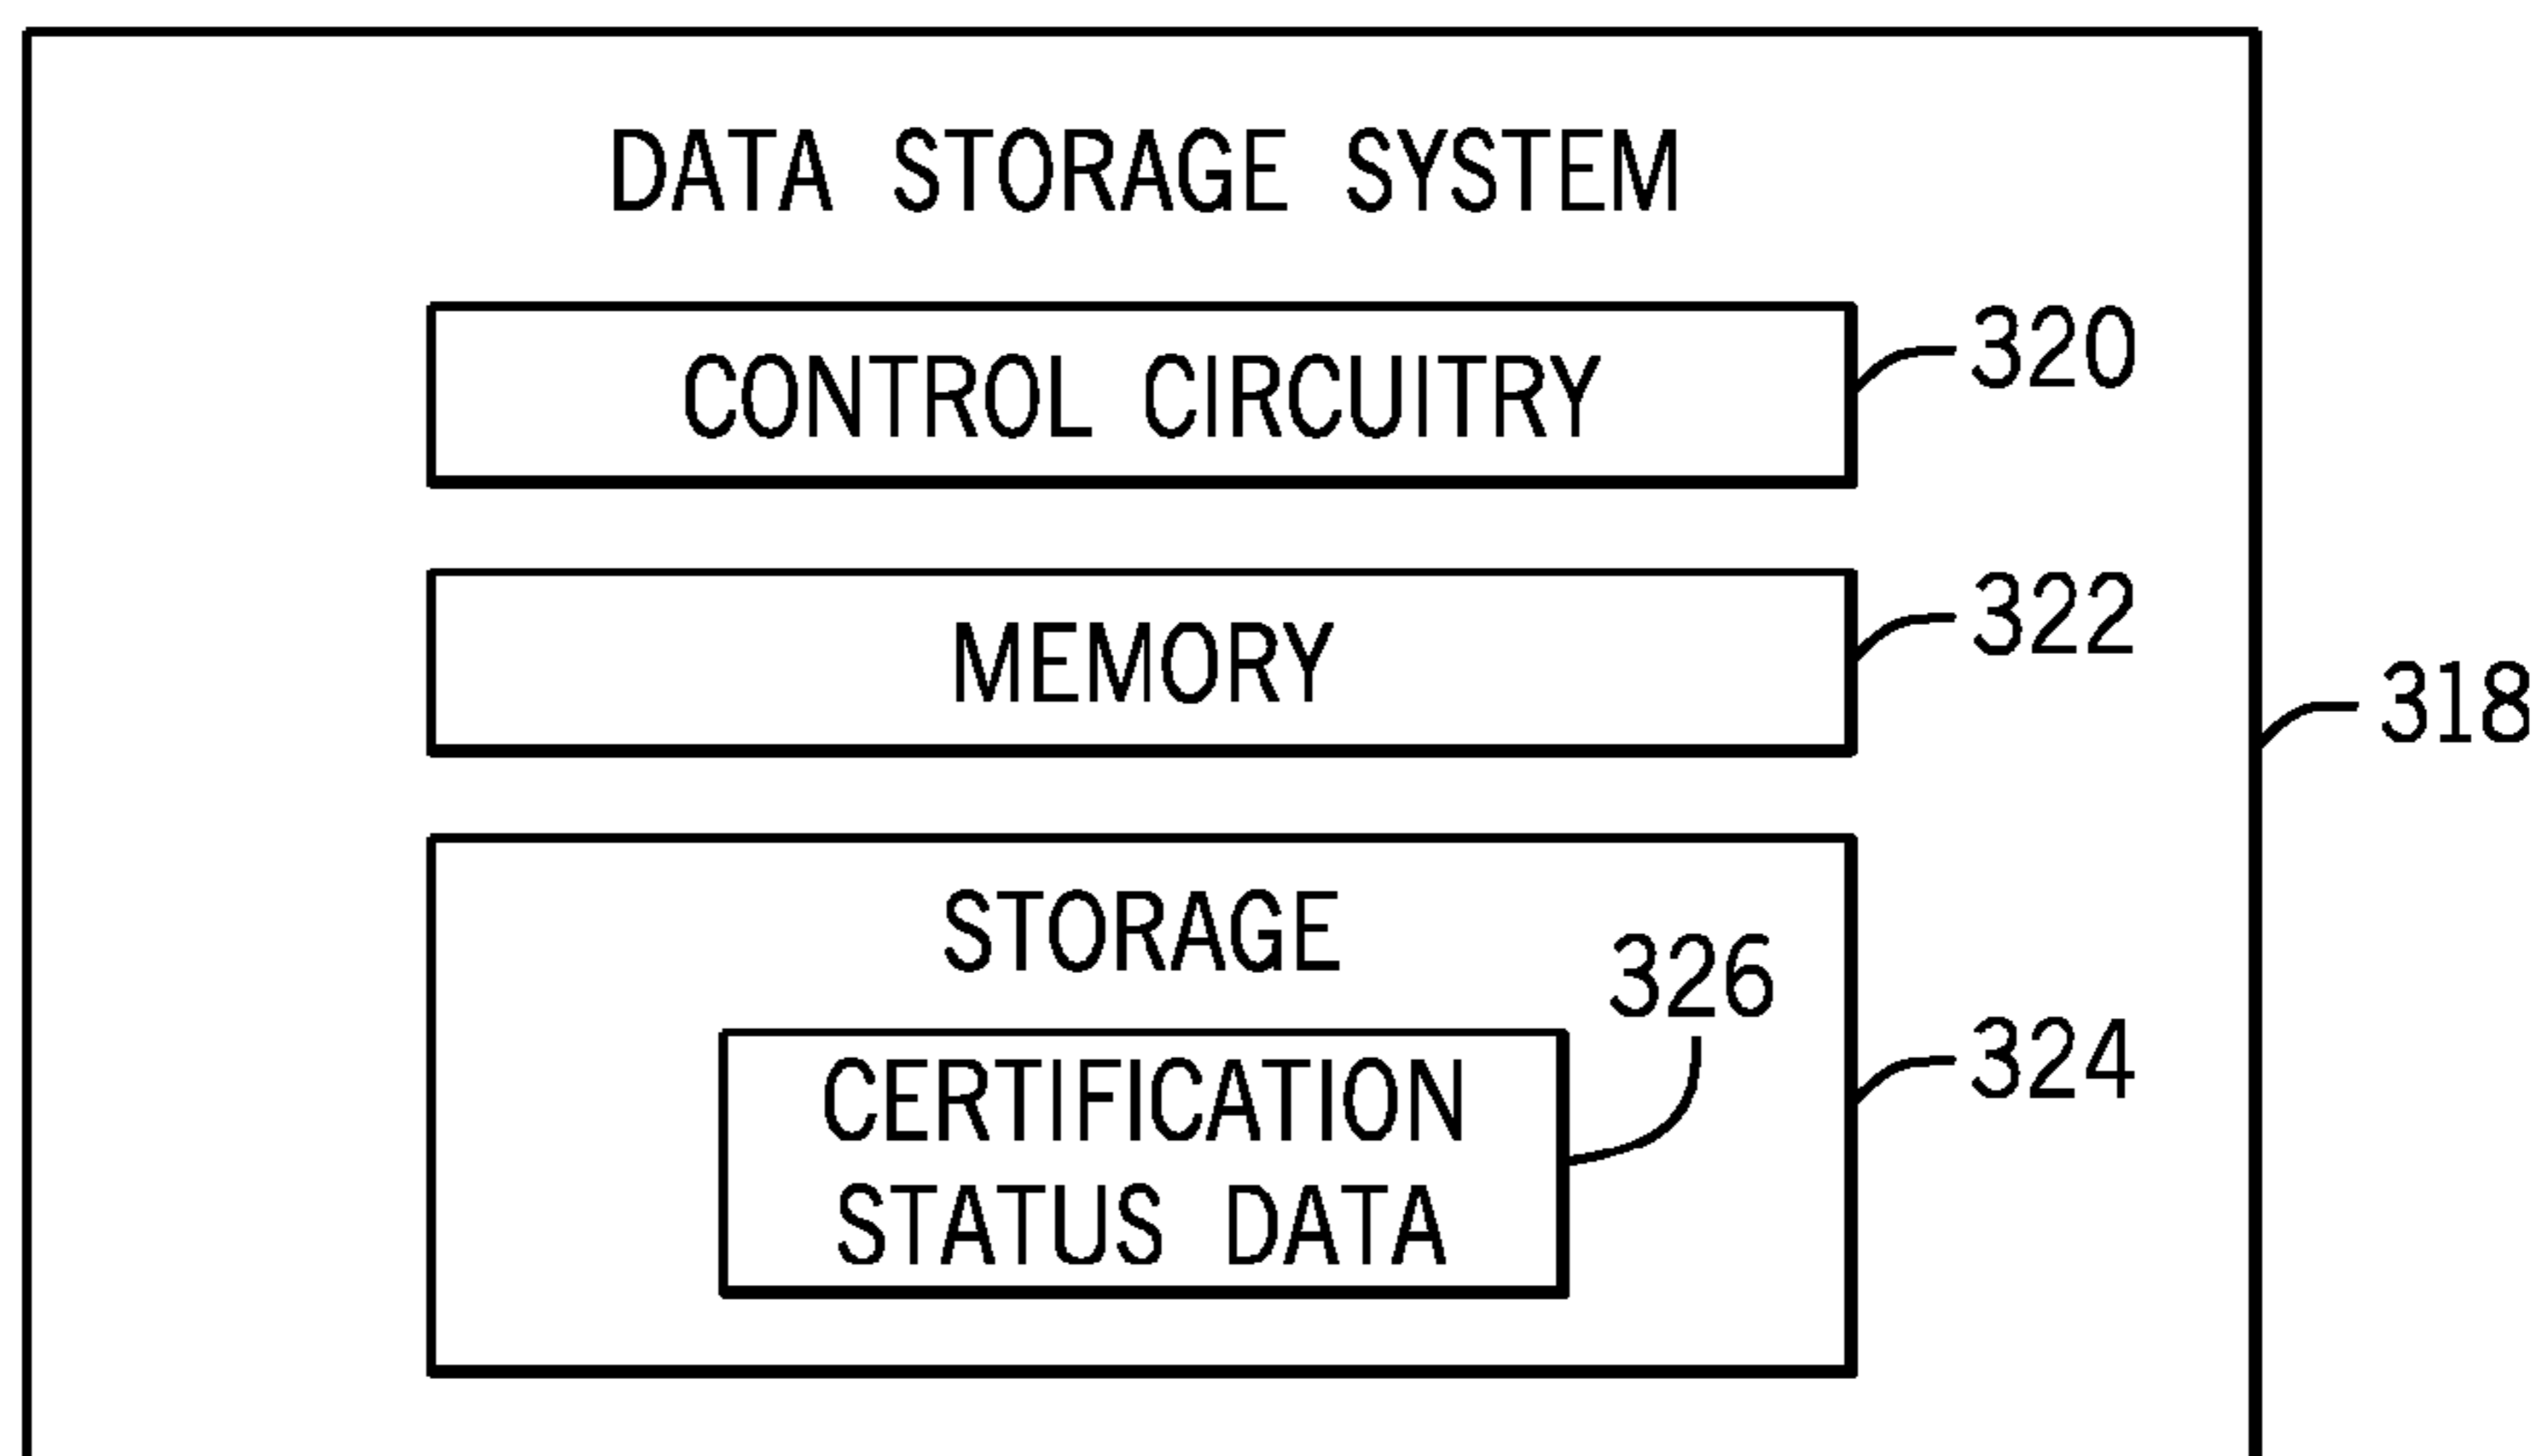 DATA STORAGE SYSTEM
CONTROL CIRCUITRY
320
MEMORY
322
318
STORAGE
326
CERTIFICATION
STATUS DATA
324